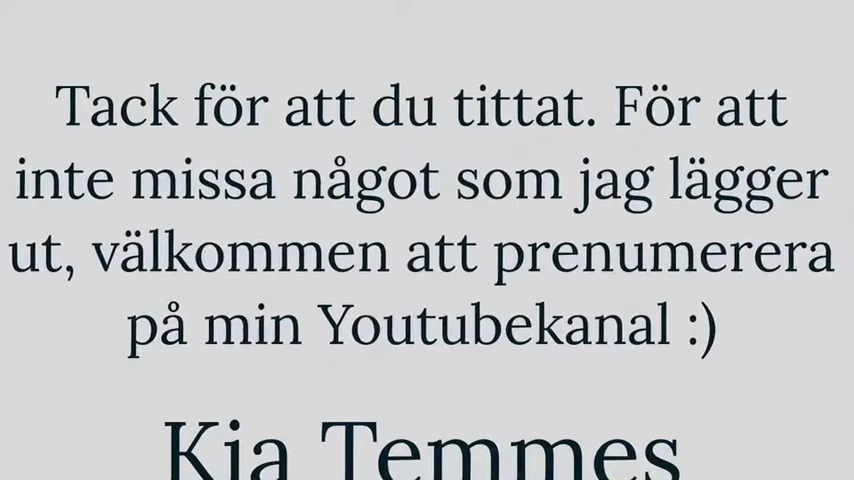 Tack för att du tittat. För att
inte missa något som jag lägger
ut, välkommen att prenumerera
på min Youtubekanal :)
Kia Temmes